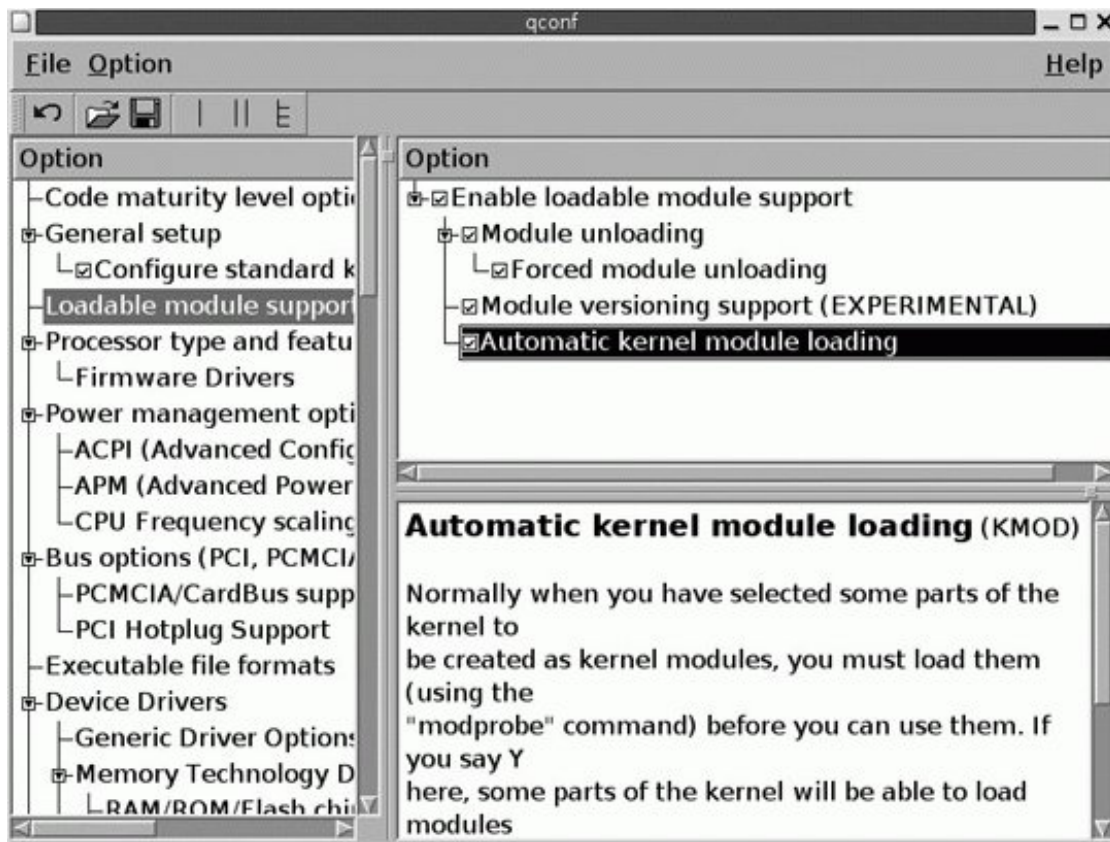 qconf
File Option Help
Option
Code maturity level opti
General setup
Configure standard k
Loadable module support
Processor type and featu
Firmware Drivers
Power management opti
ACPI (Advanced Config
APM (Advanced Power
CPU Frequency scaling
Bus options (PCI, PCMCIA
PCMCIA/CardBus supp
PCI Hotplug Support
Executable file formats
Device Drivers
Generic Driver Options
Memory Technology D
RAM/ROM/Flash chi
Option
Enable loadable module support
Module unloading
Forced module unloading
Module versioning support (EXPERIMENTAL)
Automatic kernel module loading
Automatic kernel module loading (KMOD)
Normally when you have selected some parts of the
kernel to
be created as kernel modules, you must load them
(using the
"modprobe" command) before you can use them. If
you say Y
here, some parts of the kernel will be able to load
modules